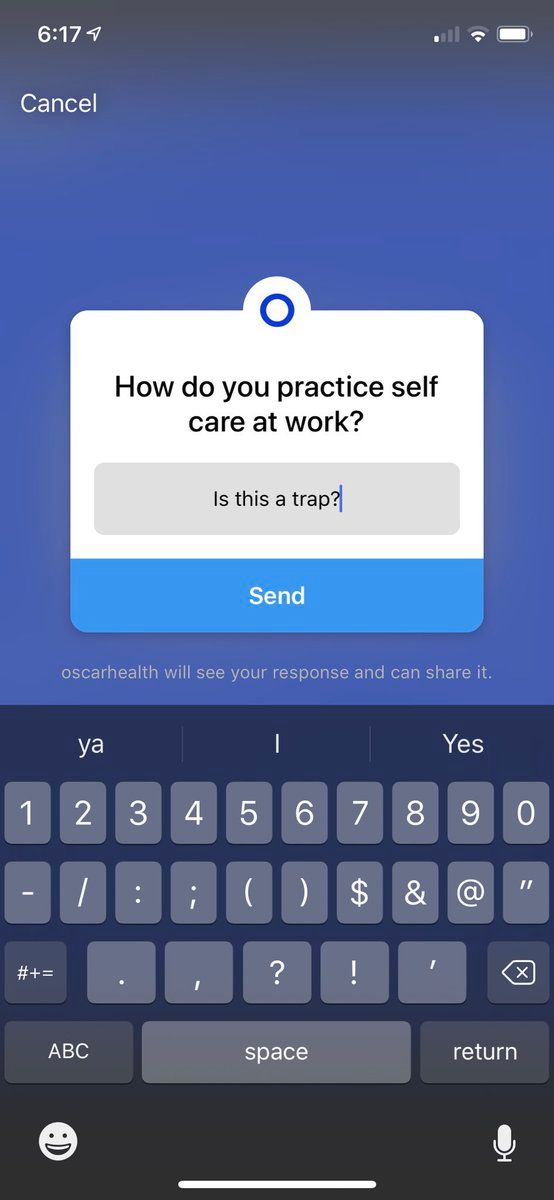 6:17
Cancel
How do you practice self
care at work?
Is this a trap?
Send
oscarhealth will see your response and can share it.
ya I Yes
1 2 3 4 5 6 7 8 9 0
- / : ; ( ) $ & @ "
#+= . , ? ! '
ABC space return